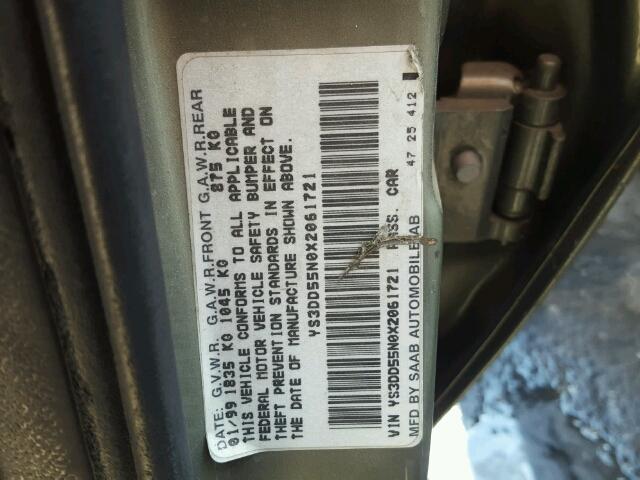 DATE: G.V.W.R. G.A.W.R.FRONT G.A.W.R.REAR
01/99 1835 KG 1045 KG 875 KG
THIS VEHICLE CONFORMS TO ALL APPLICABLE
FEDERAL MOTOR VEHICLE SAFETY BUMPER AND
THEFT PREVENTION STANDARDS IN EFFECT ON
THE DATE OF MANUFACTURE SHOWN ABOVE.
YS3DD55N0X2061721
VIN YS3DD55N0X2061721 PASS. CAR
MFD BY SAAB AUTOMOBILE AB 47 25 412